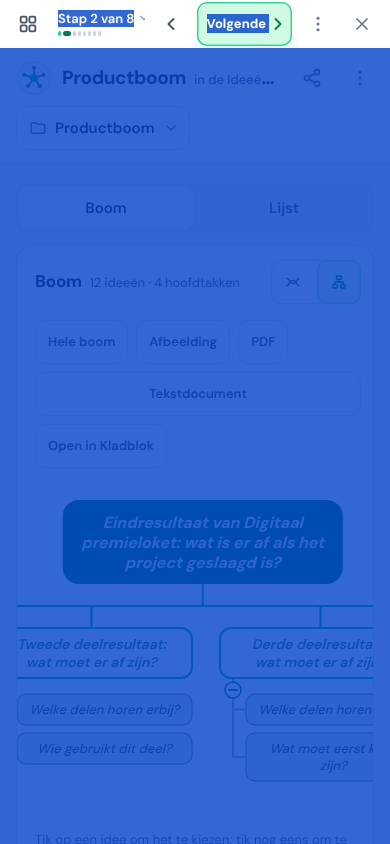 Stap 2 van 8
Volgende
Productboom in de Ideeë...
Productboom
Boom
Lijst
Boom 12 ideeën · 4 hoofdtakken
Hele boom
Afbeelding
PDF
Tekstdocument
Open in Kladblok
Eindresultaat van Digitaal
premieloket: wat is er af als het
project geslaagd is?
Tweede deelresultaat:
wat moet er af zijn?
Derde deelresulta
wat moet er af zij
Welke delen horen erbij?
Welke delen horen
Wie gebruikt dit deel?
Wat moet eerst k
zijn?
Tik op een idee om het te kiezen; tik nog eens om te